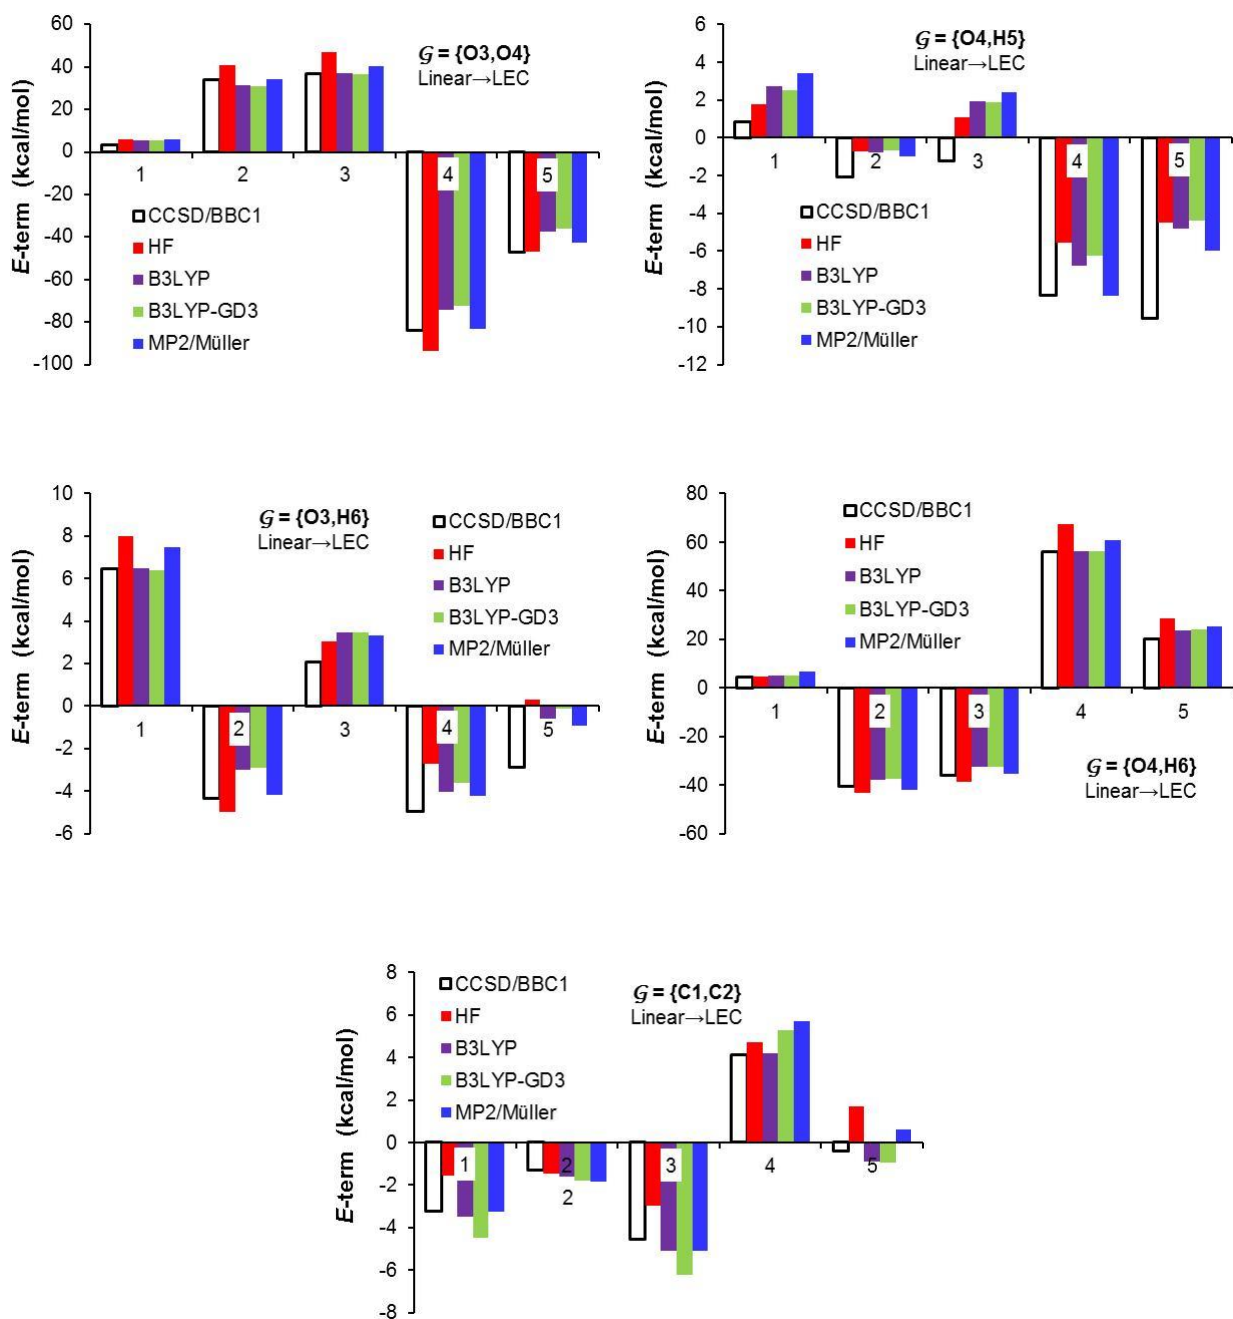 E-term (kcal/mol)
60
40
20
0
-20
-40
-60
-80
-100
𝒢 = {O3,O4}
Linear→LEC
1
2
3
4
5
CCSD/BBC1
HF
B3LYP
B3LYP-GD3
MP2/Müller
E-term (kcal/mol)
6
4
2
0
-2
-4
-6
-8
-10
-12
𝒢 = {O4,H5}
Linear→LEC
1
2
3
4
5
CCSD/BBC1
HF
B3LYP
B3LYP-GD3
MP2/Müller
E-term (kcal/mol)
10
8
6
4
2
0
-2
-4
-6
𝒢 = {O3,H6}
Linear→LEC
CCSD/BBC1
HF
B3LYP
B3LYP-GD3
MP2/Müller
1
2
3
4
5
E-term (kcal/mol)
80
60
40
20
0
-20
-40
-60
CCSD/BBC1
HF
B3LYP
B3LYP-GD3
MP2/Müller
1
2
3
4
5
𝒢 = {O4,H6}
Linear→LEC
E-term (kcal/mol)
8
6
4
2
0
-2
-4
-6
-8
CCSD/BBC1
HF
B3LYP
B3LYP-GD3
MP2/Müller
𝒢 = {C1,C2}
Linear→LEC
1
2
2
3
4
5